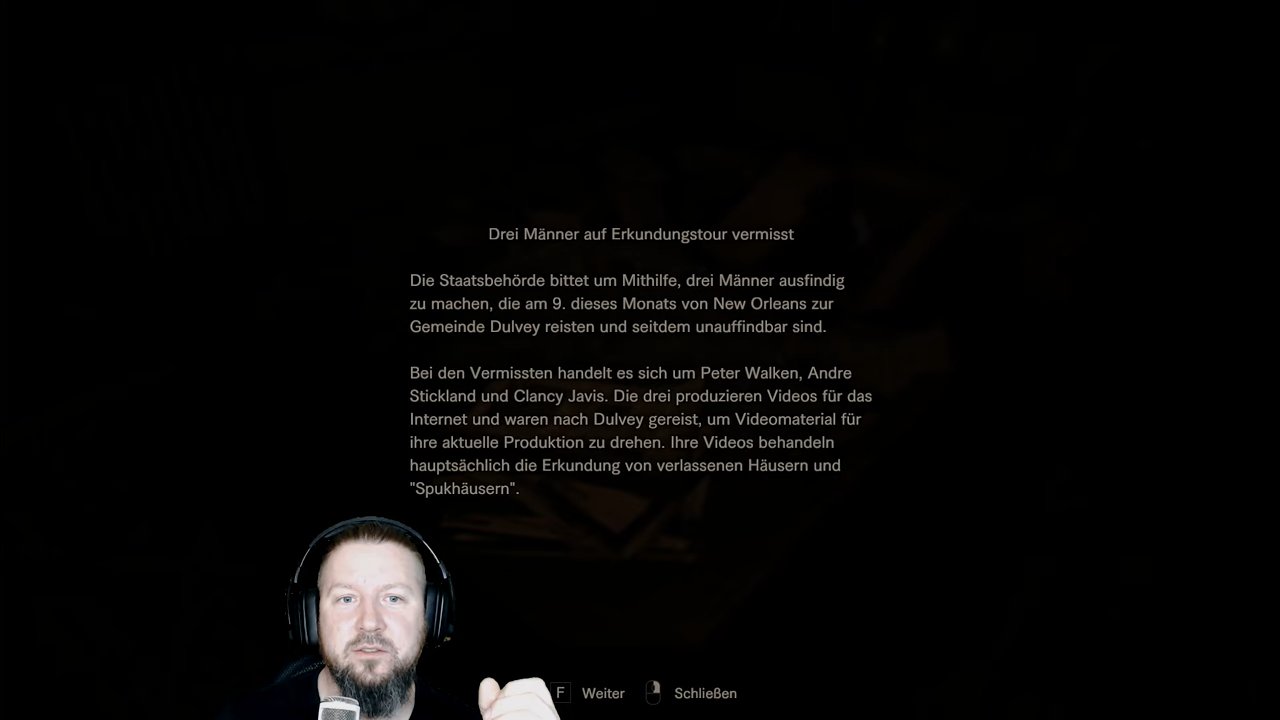 Drei Männer auf Erkundungstour vermisst
Die Staatsbehörde bittet um Mithilfe, drei Männer ausfindig
zu machen, die am 9. dieses Monats von New Orleans zur
Gemeinde Dulvey reisten und seitdem unauffindbar sind.
Bei den Vermissten handelt es sich um Peter Walken, Andre
Stickland und Clancy Javis. Die drei produzieren Videos für das
Internet und waren nach Dulvey gereist, um Videomaterial für
ihre aktuelle Produktion zu drehen. Ihre Videos behandeln
hauptsächlich die Erkundung von verlassenen Häusern und
"Spukhäusern".
F Weiter Schließen